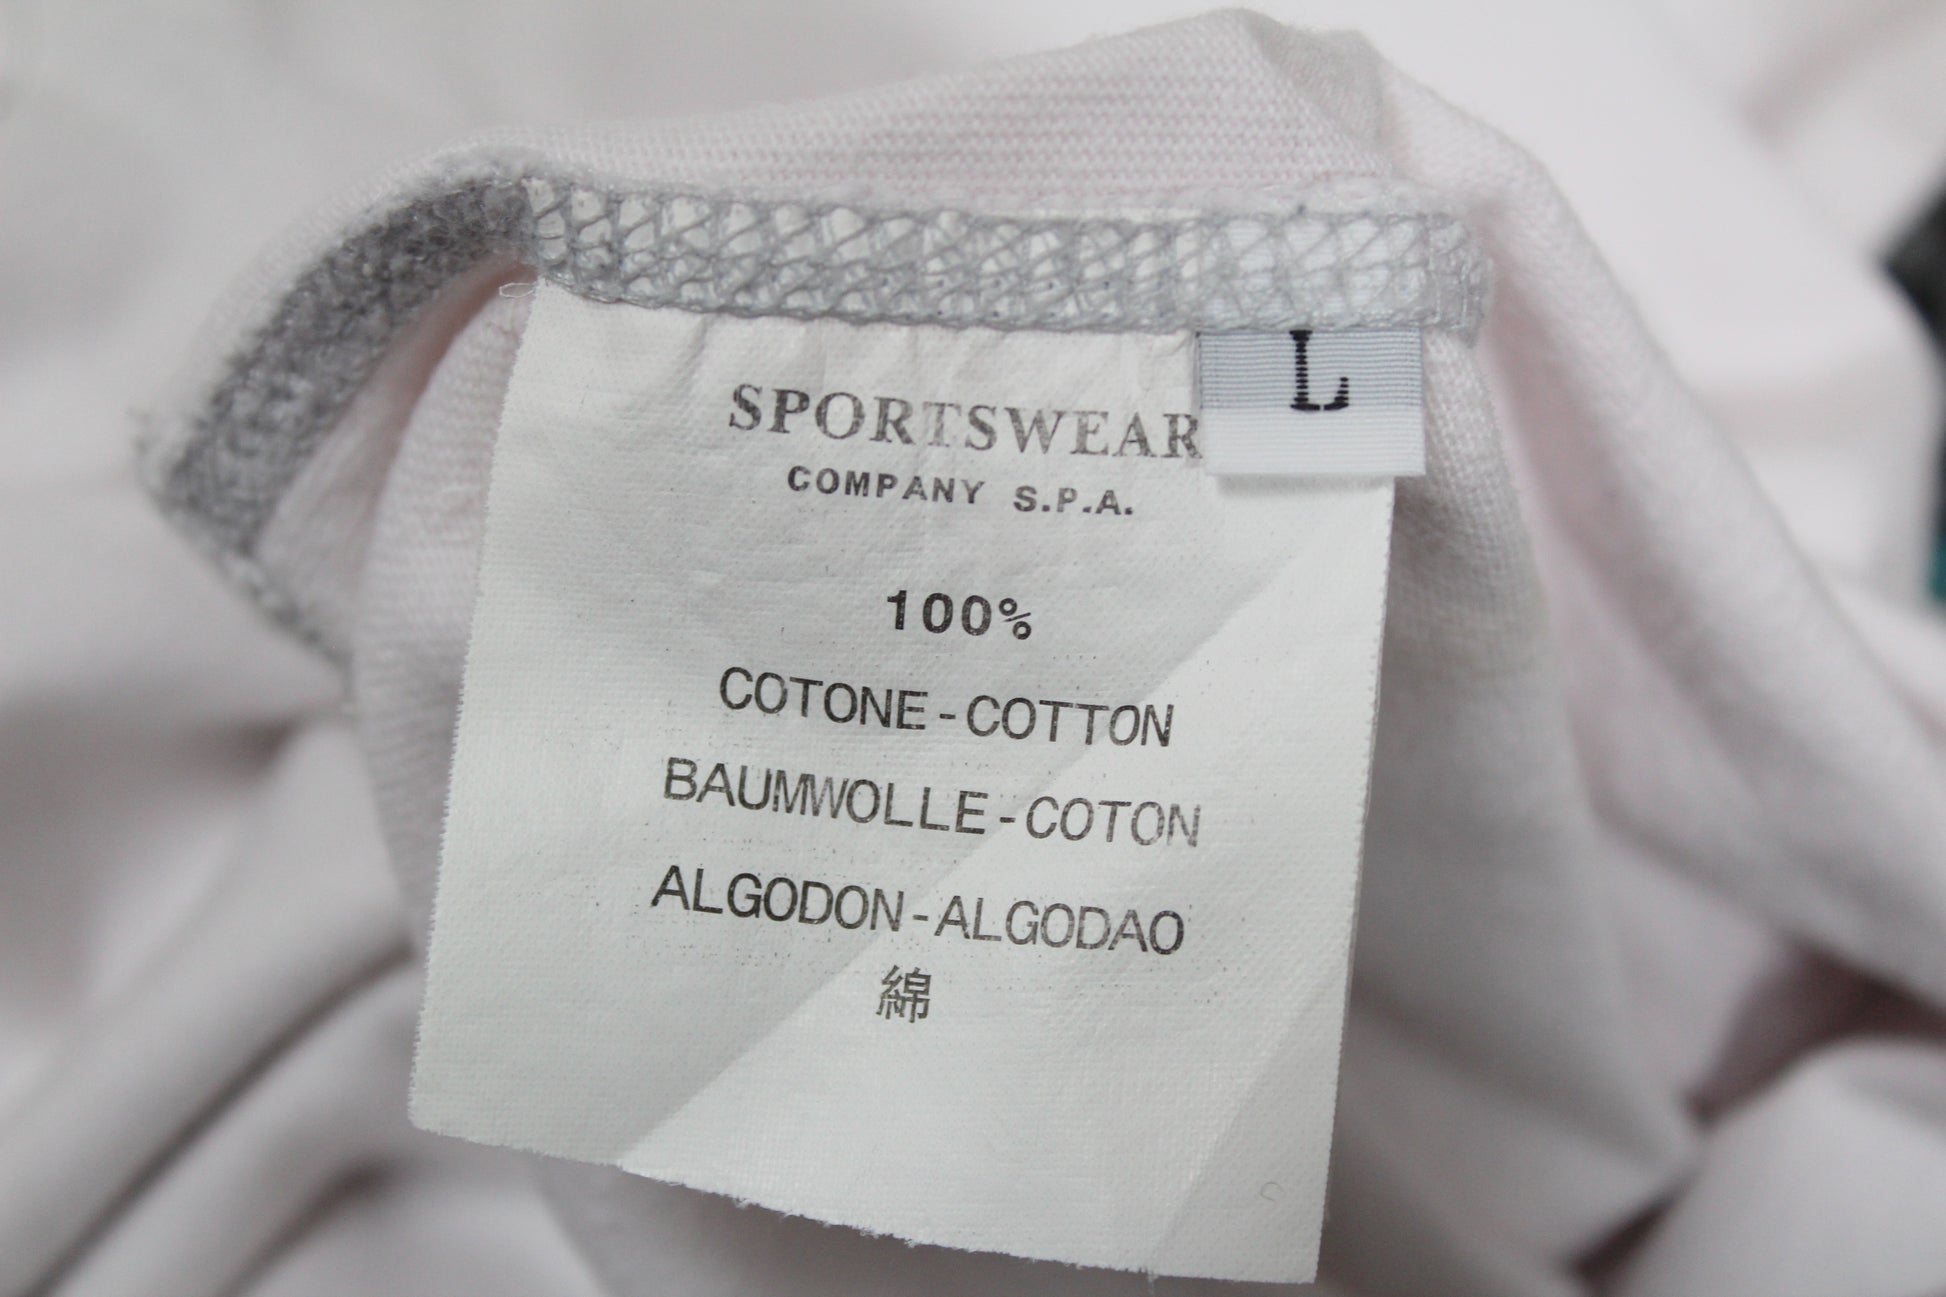 L
SPORTSWEAR
COMPANY S.P.A.
100%
COTONE-COTTON
BAUMWOLLE-COTON
ALGODON-ALGODAO
綿